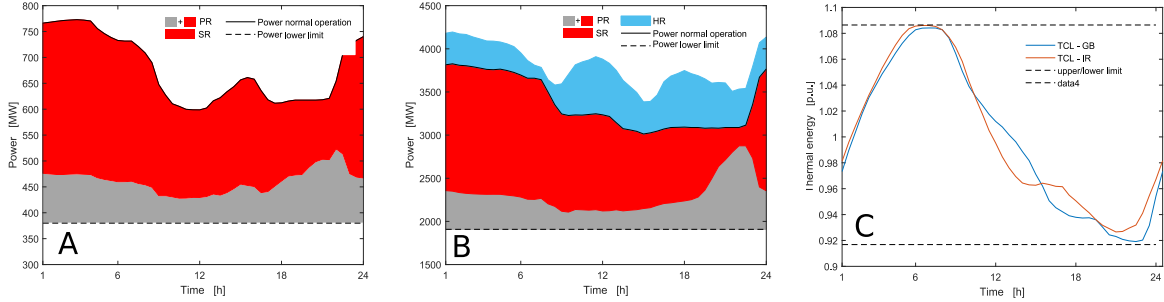 800
750
700
650
600
550
500
450
400
350
300
Power [MW]
1 6 12 18 24
Time [h]
+ PR
SR
Power normal operation
Power lower limit
A
4500
4000
3500
3000
2500
2000
1500
Power [MW]
1 6 12 18 24
Time [h]
+ PR
SR
HR
Power normal operation
Power lower limit
B
1.1
1.08
1.06
1.04
1.02
1
0.98
0.96
0.94
0.92
0.9
Thermal energy [p.u.]
1 6 12 18 24
Time [h]
TCL - GB
TCL - IR
upper/lower limit
data4
C